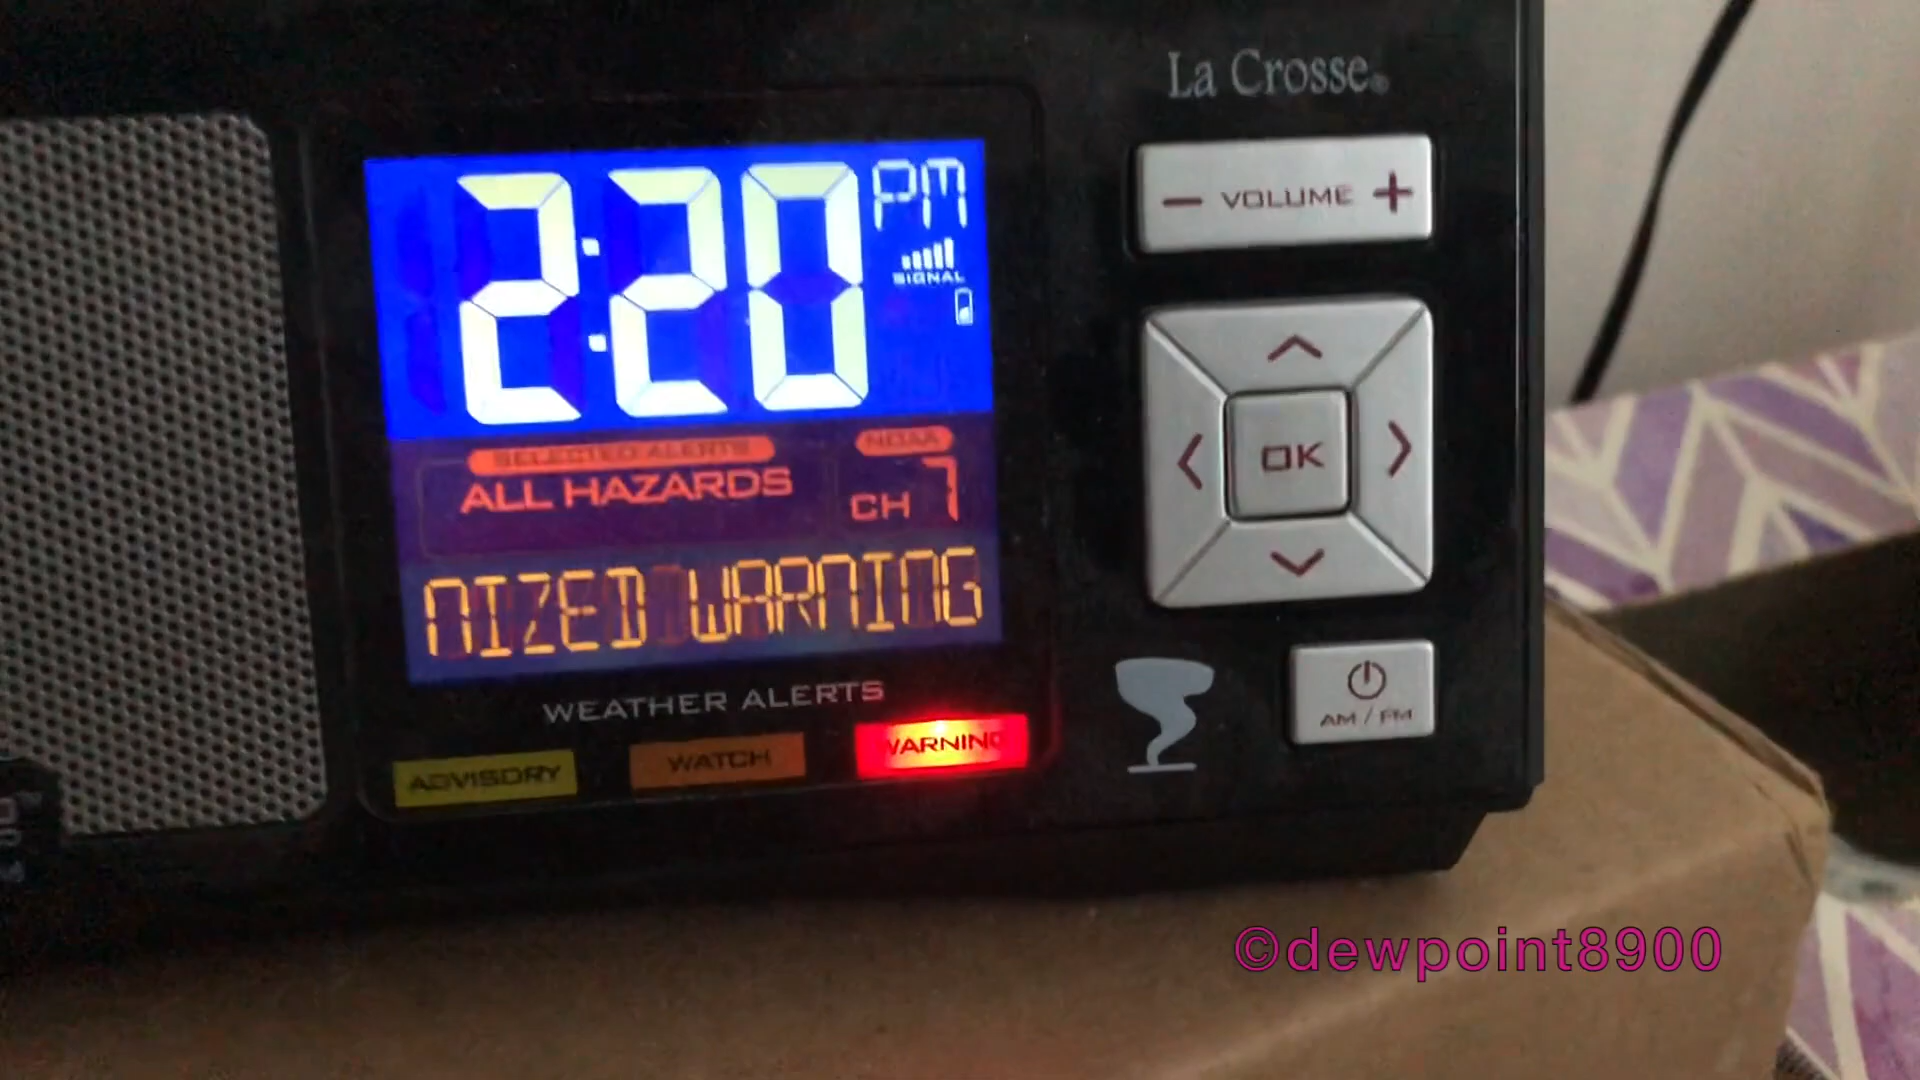 La Crosse®
2:20 PM
SIGNAL
SELECTED ALERTS
NOAA
ALL HAZARDS
CH 7
NIZED WARNING
WEATHER ALERTS
ADVISORY
WATCH
WARNING
− VOLUME +
OK
AM / FM
©dewpoint8900